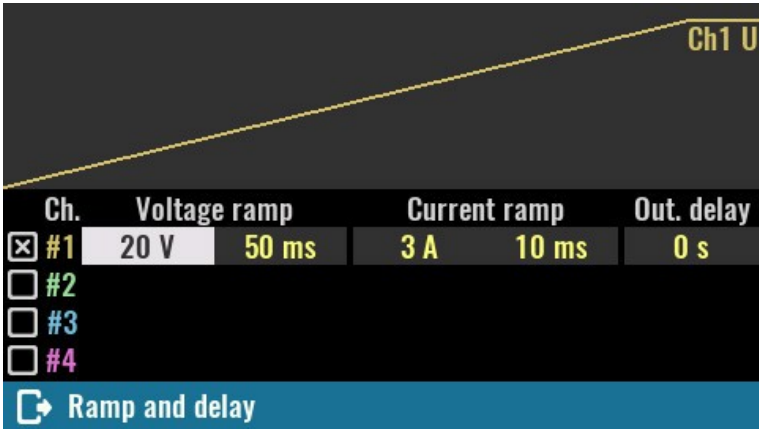 Ch1 U
Ch. Voltage ramp Current ramp Out. delay
#1 20 V 50 ms 3 A 10 ms 0 s
#2
#3
#4
Ramp and delay